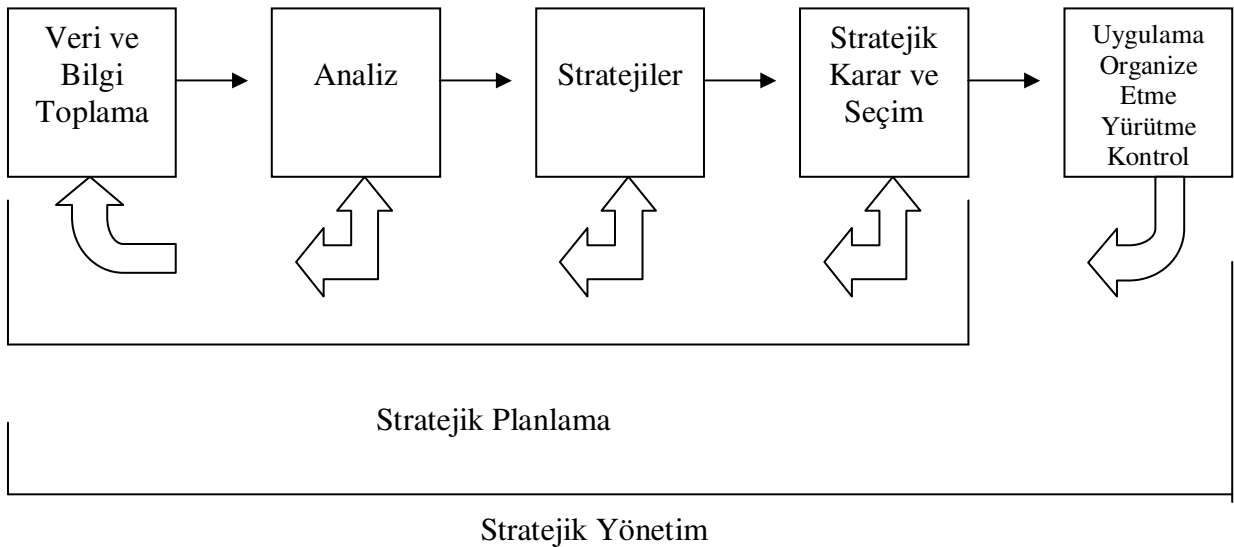 Veri ve
Bilgi
Toplama
Analiz
Stratejiler
Stratejik
Karar ve
Seçim
Uygulama
Organize
Etme
Yürütme
Kontrol
Stratejik Planlama
Stratejik Yönetim